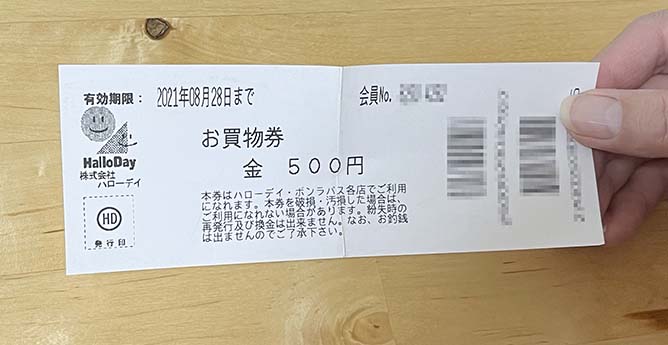 有効期限： 2021年08月28日まで
会員No.
お買物券
金 500円
HalloDay
株式会社
ハローデイ
HD
発行印
本券はハローデイ・ボンラパス各店でご利用
になれます。本券を破損・汚損した場合は、
ご利用になれない場合があります。紛失時の
再発行及び換金は出来ません。なお、お釣銭
は出ませんのでご了承下さい。